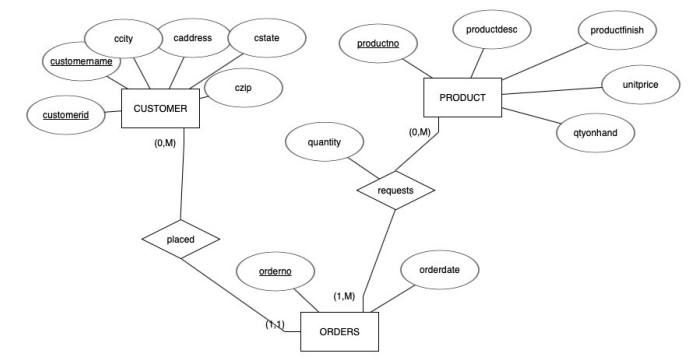 ccity
caddress
cstate
productdesc
productfinish
productno
customername
czip
unitprice
CUSTOMER
PRODUCT
customerid
qtyonhand
(0,M)
(0,M)
quantity
requests
placed
orderno
orderdate
(1,M)
(1,1)
ORDERS